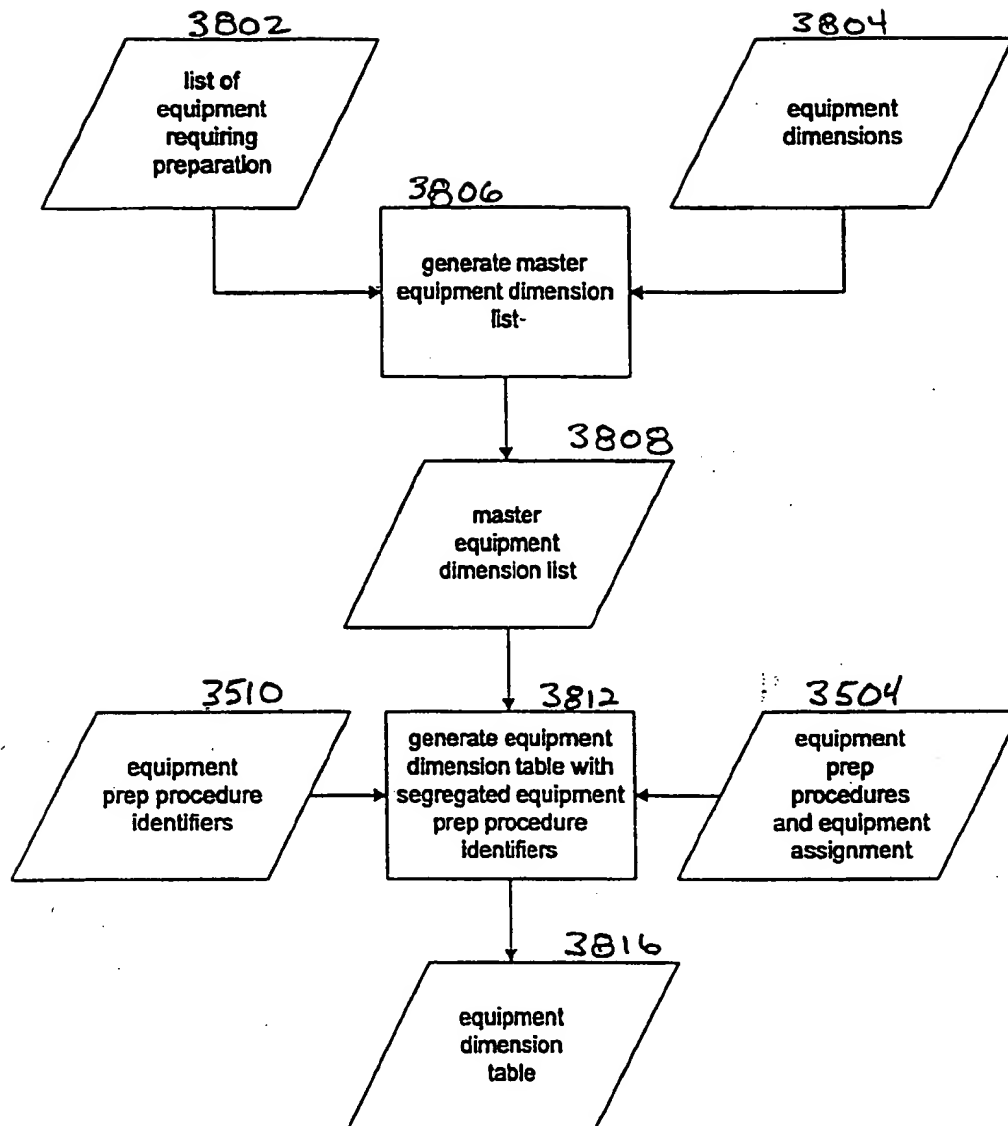 3802
list of
equipment
requiring
preparation
3804
equipment
dimensions
3806
generate master
equipment dimension
list-
3808
master
equipment
dimension list
3510
equipment
prep procedure
identifiers
3812
generate equipment
dimension table with
segregated equipment
prep procedure
identifiers
3504
equipment
prep
procedures
and equipment
assignment
3816
equipment
dimension
table